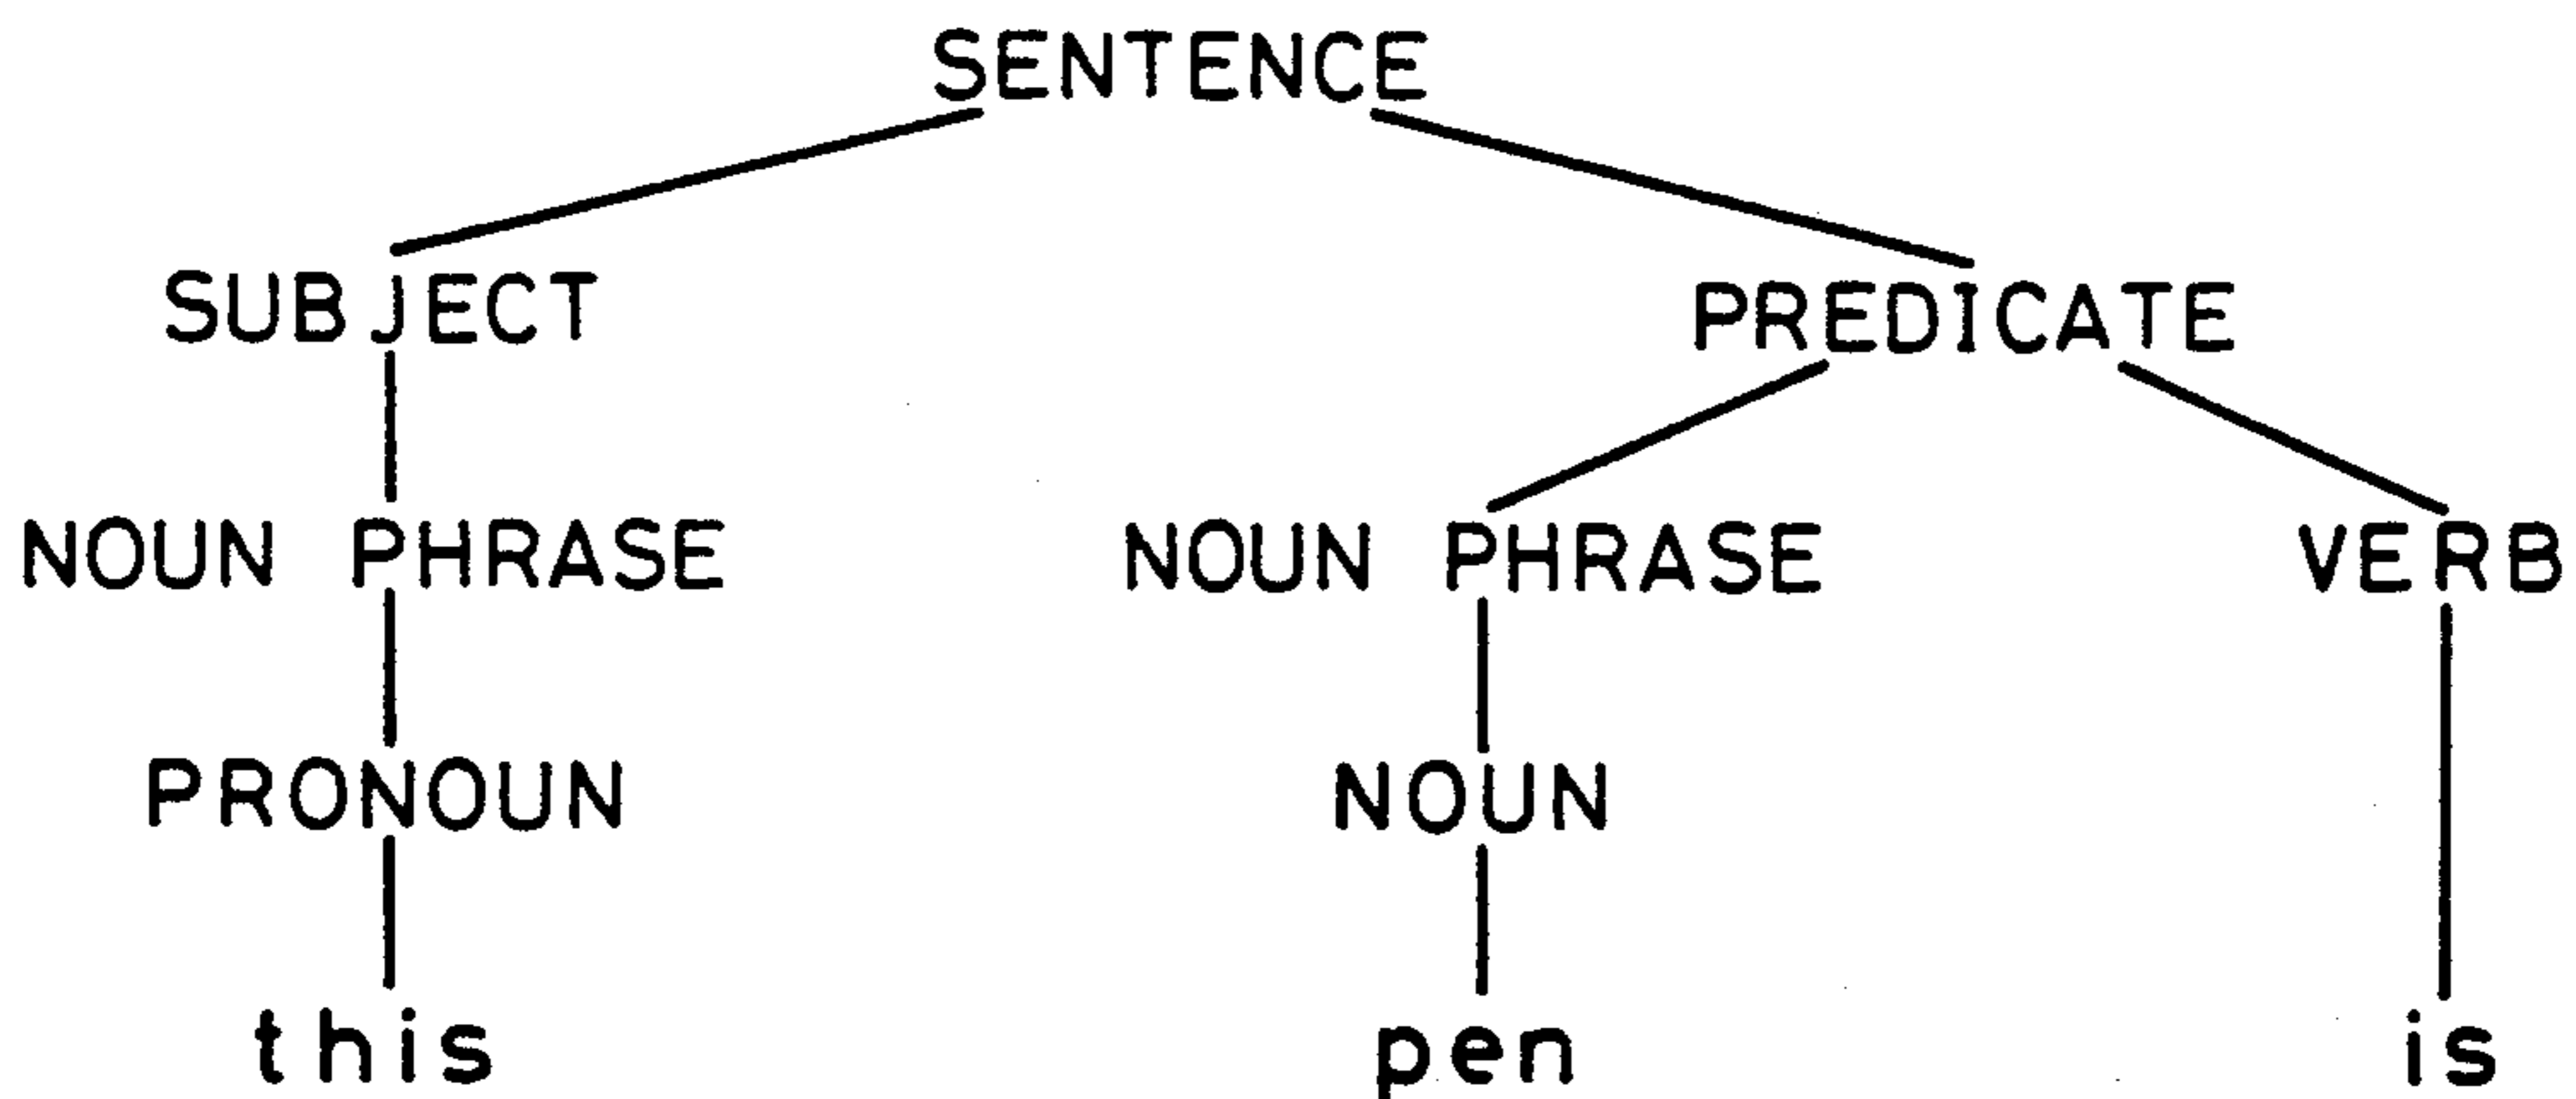 SENTENCE
SUBJECT PREDICATE
NOUN PHRASE NOUN PHRASE VERB
PRONOUN NOUN
this pen is